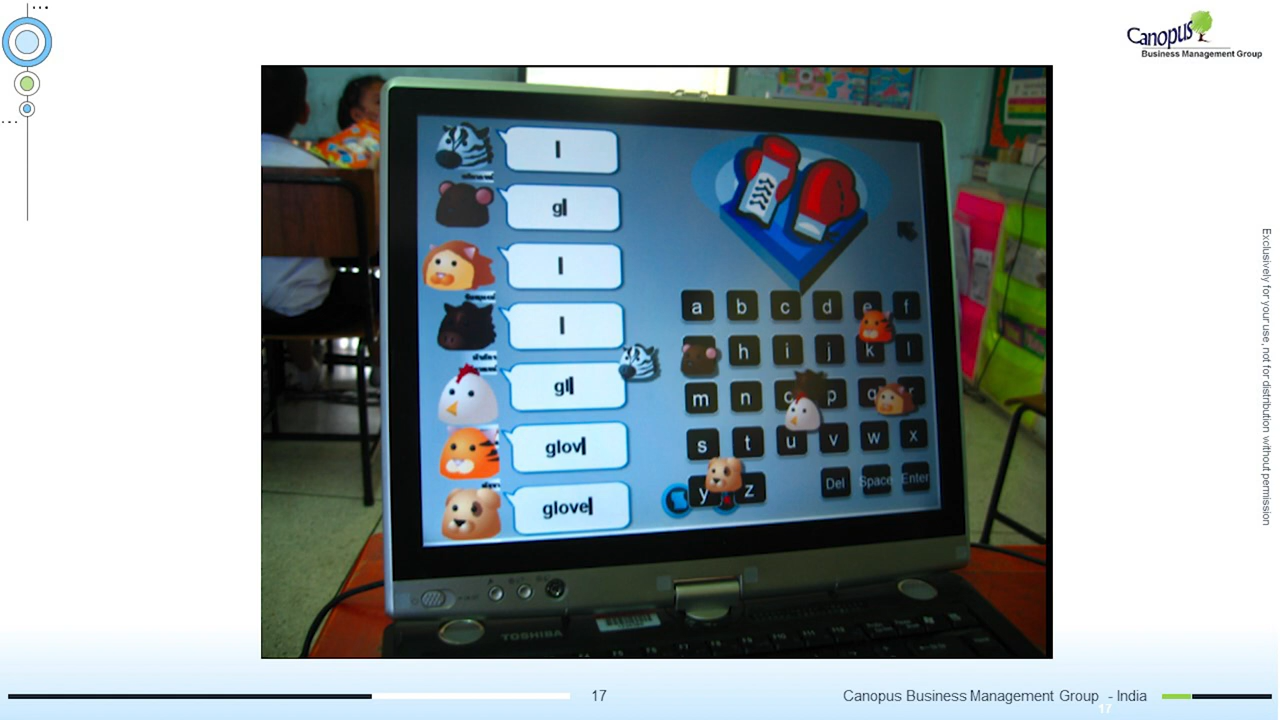 Canopus
Business Management Group
g
gl
glov
glove
a b c d e f
h i j k l
m n o p q r
s t u v w x
y z Del Space Enter
TOSHIBA
Exclusively for your use, not for distribution without permission
17
Canopus Business Management Group - India
17